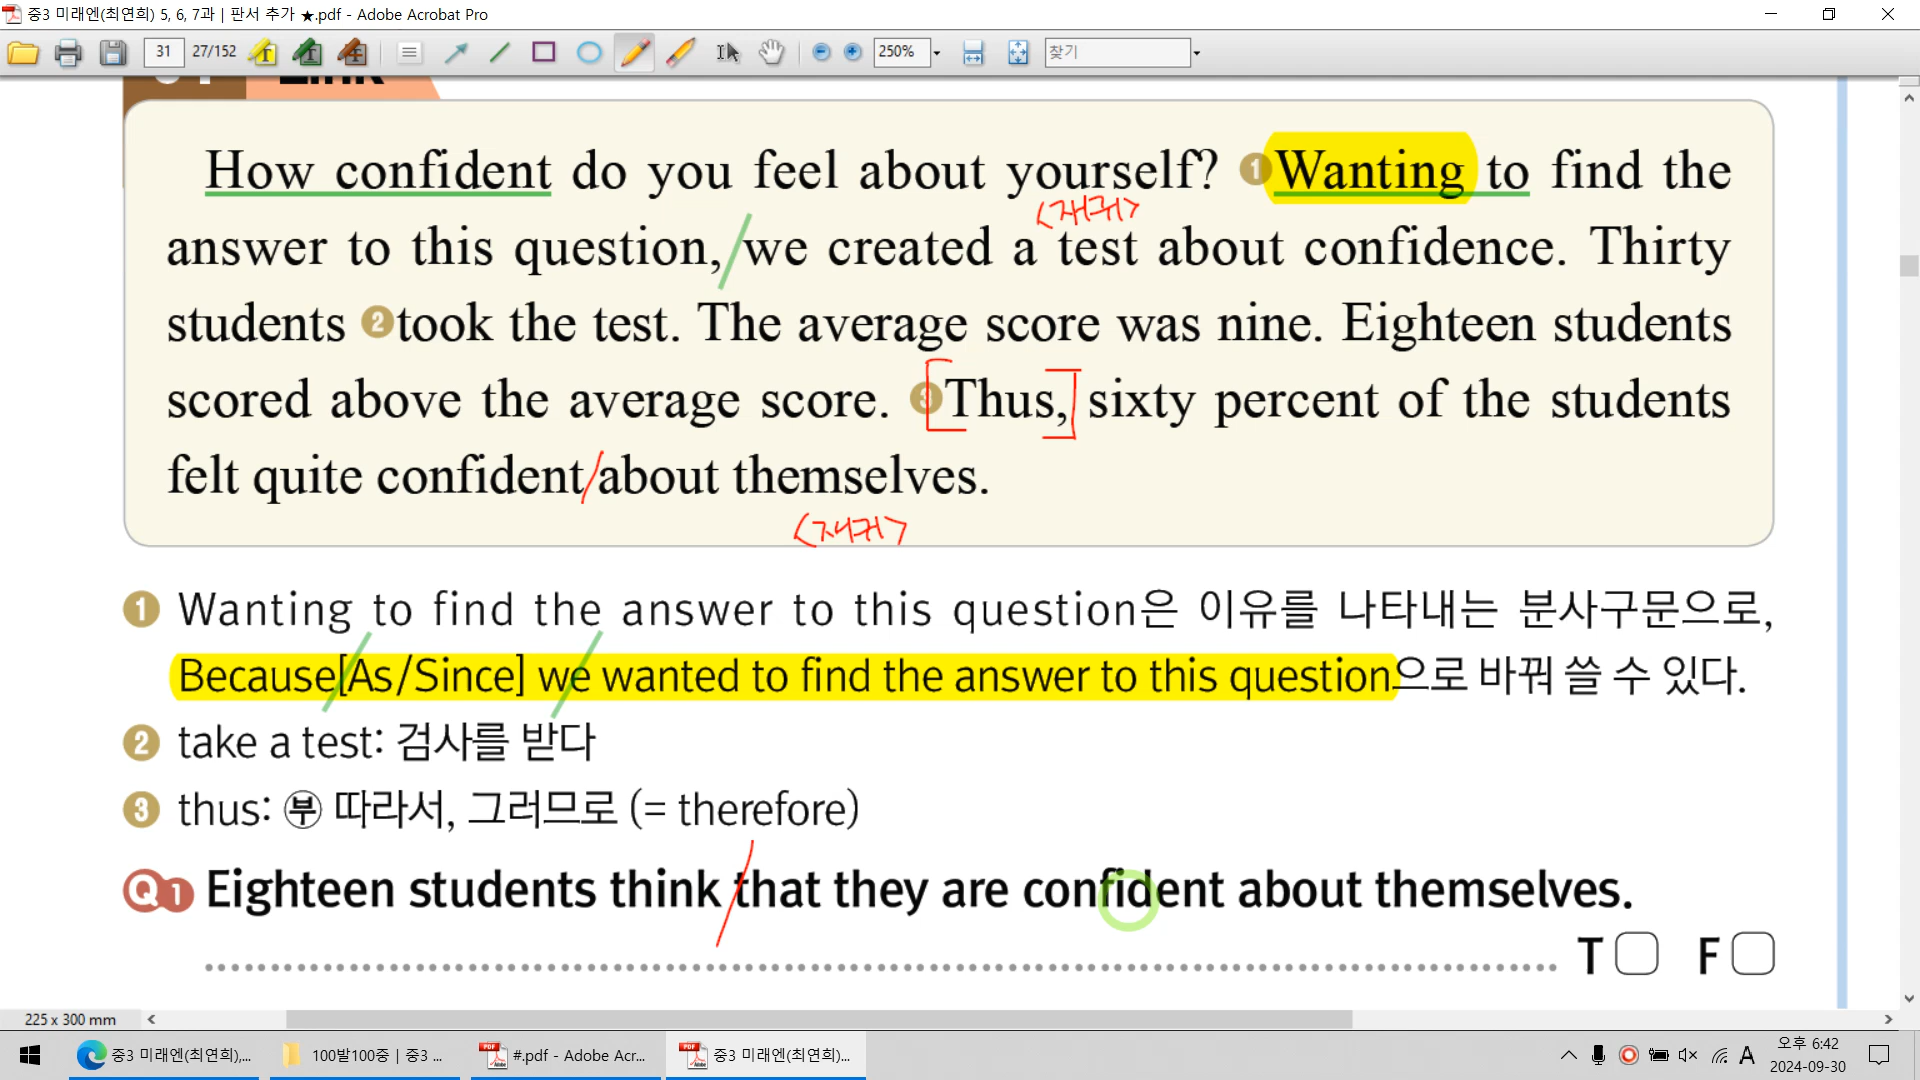 중3 미래엔(최연희) 5, 6, 7과 | 판서 추가 ★.pdf - Adobe Acrobat Pro
31 27/152 250% 찾기
Link
How confident do you feel about yourself? ❶Wanting to find the
<재귀>
answer to this question, we created a test about confidence. Thirty
students ❷took the test. The average score was nine. Eighteen students
scored above the average score. ❸[Thus,] sixty percent of the students
felt quite confident/about themselves.
<재귀>
❶ Wanting to find the answer to this question은 이유를 나타내는 분사구문으로,
Because[As/Since] we wanted to find the answer to this question으로 바꿔 쓸 수 있다.
❷ take a test: 검사를 받다
❸ thus: ㉿부 따라서, 그러므로 (= therefore)
Q1 Eighteen students think that they are confident about themselves.
T F
225 x 300 mm
중3 미래엔(최연희),... 100발100중 | 중3 ... #.pdf - Adobe Acr... 중3 미래엔(최연희)... A 오후 6:42
2024-09-30